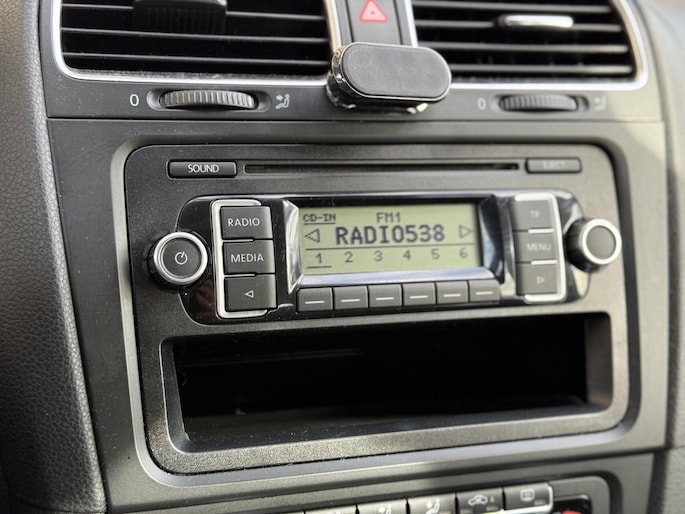 0
0
SOUND
EJECT
RADIO
MEDIA
CD-IN
FM1
RADIO538
1 2 3 4 5 6
TP
MENU